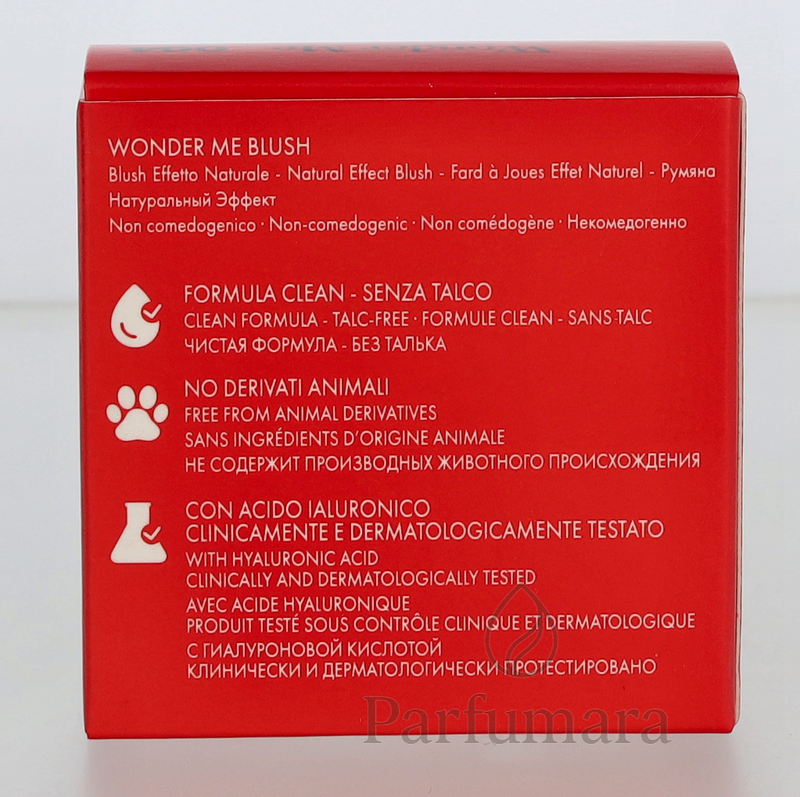 WONDER ME BLUSH
Blush Effetto Naturale - Natural Effect Blush - Fard à Joues Effet Naturel - Румяна
Натуральный Эффект
Non comedogenico · Non-comedogenic · Non comédogène · Некомедогенно
FORMULA CLEAN - SENZA TALCO
CLEAN FORMULA - TALC-FREE · FORMULE CLEAN - SANS TALC
ЧИСТАЯ ФОРМУЛА - БЕЗ ТАЛЬКА
NO DERIVATI ANIMALI
FREE FROM ANIMAL DERIVATIVES
SANS INGRÉDIENTS D'ORIGINE ANIMALE
НЕ СОДЕРЖИТ ПРОИЗВОДНЫХ ЖИВОТНОГО ПРОИСХОЖДЕНИЯ
CON ACIDO IALURONICO
CLINICAMENTE E DERMATOLOGICAMENTE TESTATO
WITH HYALURONIC ACID
CLINICALLY AND DERMATOLOGICALLY TESTED
AVEC ACIDE HYALURONIQUE
PRODUIT TESTÉ SOUS CONTRÔLE CLINIQUE ET DERMATOLOGIQUE
С ГИАЛУРОНОВОЙ КИСЛОТОЙ
КЛИНИЧЕСКИ И ДЕРМАТОЛОГИЧЕСКИ ПРОТЕСТИРОВАНО
Parfumara